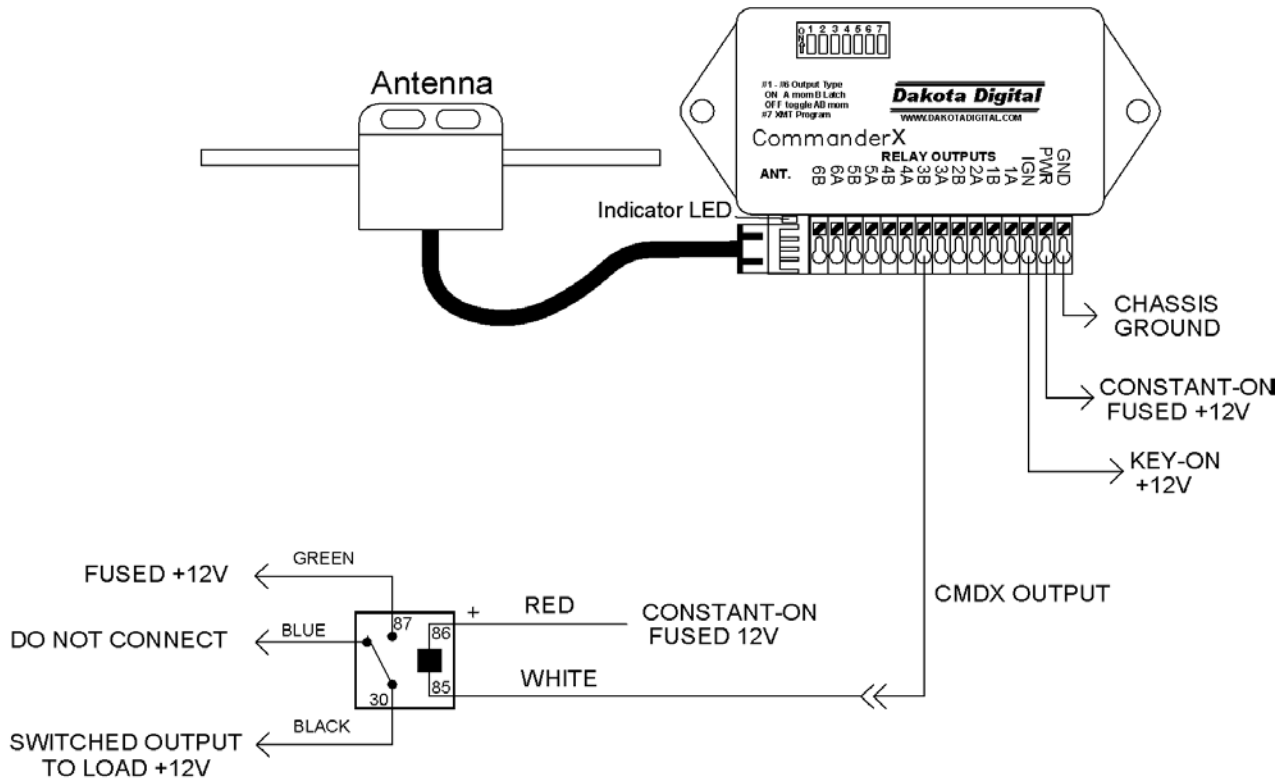 Antenna
O N
O F F
1 2 3 4 5 6 7
#1 - #6 Output Type
ON A mom B Latch
OFF toggle AB mom
#7 XMT Program
Dakota Digital
WWW.DAKOTADIGITAL.COM
CommanderX
RELAY OUTPUTS
ANT.
6B
6A
5B
5A
4B
4A
3B
3A
2B
2A
1B
1A
IGN
PWR
GND
Indicator LED
CHASSIS
GROUND
CONSTANT-ON
FUSED +12V
KEY-ON
+12V
CMDX OUTPUT
FUSED +12V
GREEN
DO NOT CONNECT
BLUE
87
86
85
30
+
RED
CONSTANT-ON
FUSED 12V
WHITE
BLACK
SWITCHED OUTPUT
TO LOAD +12V